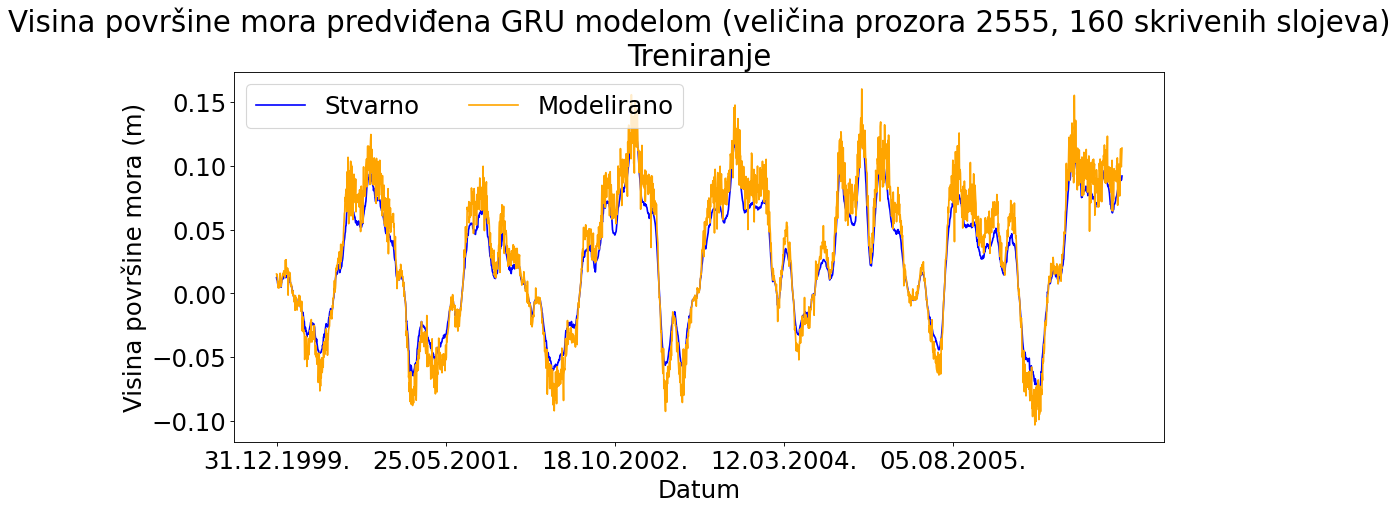 Visina površine mora predviđena GRU modelom (veličina prozora 2555, 160 skrivenih slojeva)
Treniranje
Stvarno
Modelirano
Visina površine mora (m)
0.15
0.10
0.05
0.00
−0.05
−0.10
31.12.1999.
25.05.2001.
18.10.2002.
12.03.2004.
05.08.2005.
Datum